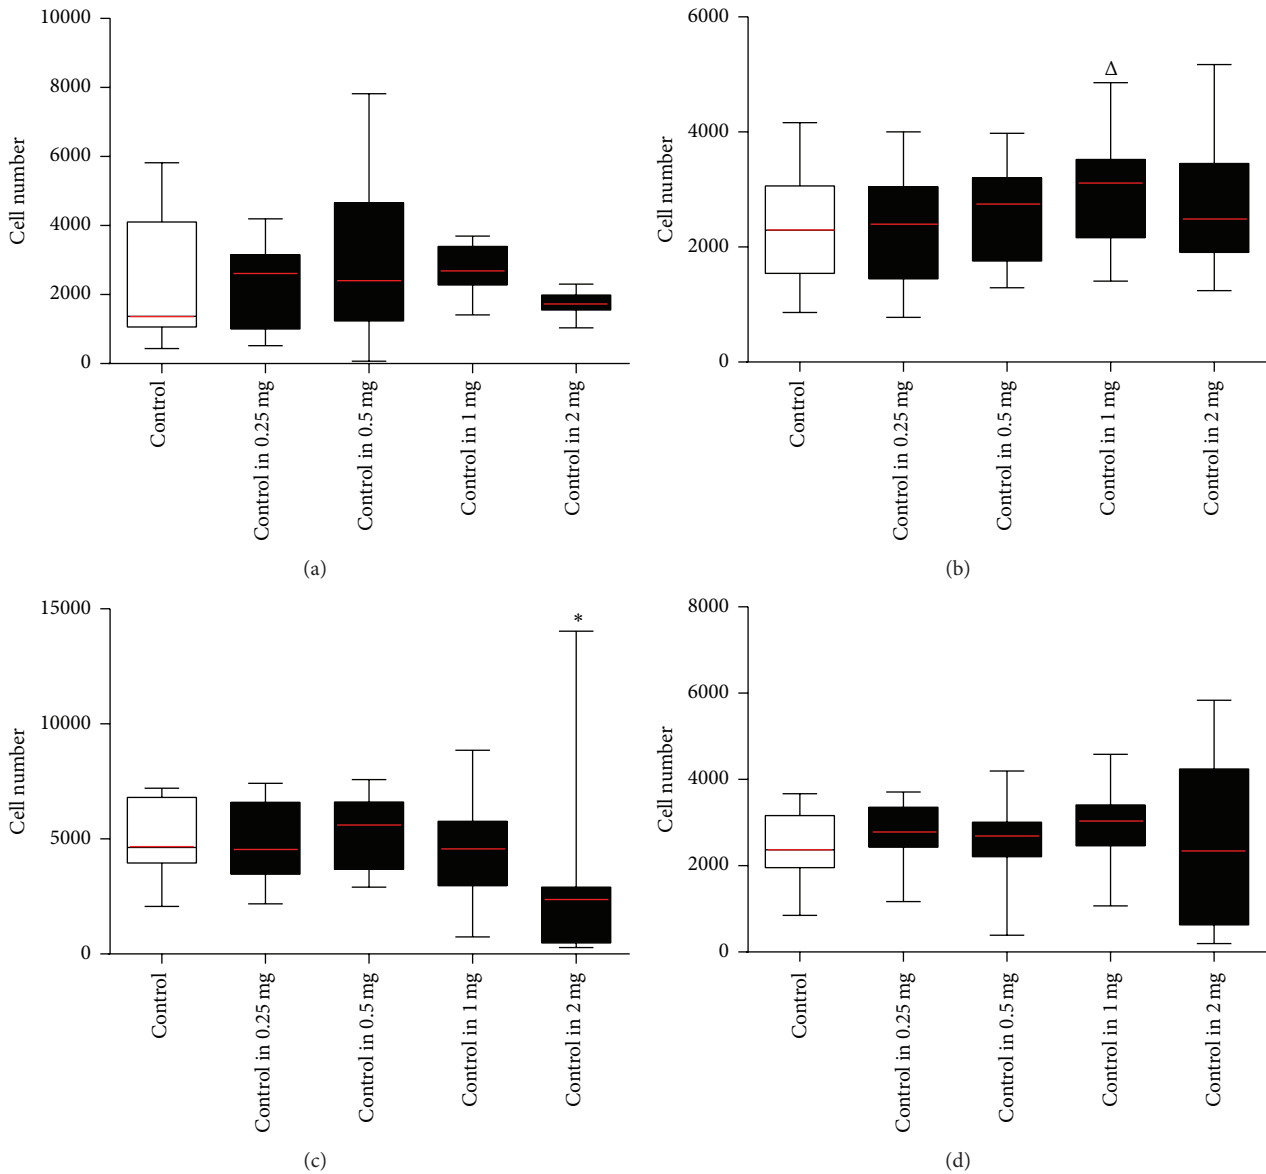 10000
8000
6000
4000
2000
0
Cell number
Control
Control in 0.25 mg
Control in 0.5 mg
Control in 1 mg
Control in 2 mg
(a)
6000
4000
2000
0
Cell number
Δ
Control
Control in 0.25 mg
Control in 0.5 mg
Control in 1 mg
Control in 2 mg
(b)
15000
10000
5000
0
Cell number
*
Control
Control in 0.25 mg
Control in 0.5 mg
Control in 1 mg
Control in 2 mg
(c)
8000
6000
4000
2000
0
Cell number
Control
Control in 0.25 mg
Control in 0.5 mg
Control in 1 mg
Control in 2 mg
(d)